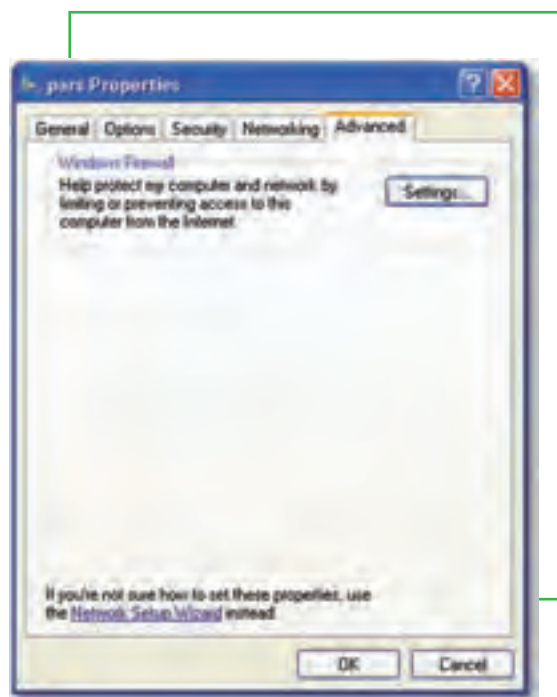 pars Properties
General Options Security Networking Advanced
Windows Firewall
Help protect my computer and network by
limiting or preventing access to this
computer from the Internet
Settings...
If you're not sure how to set these properties, use
the Network Setup Wizard instead.
OK Cancel